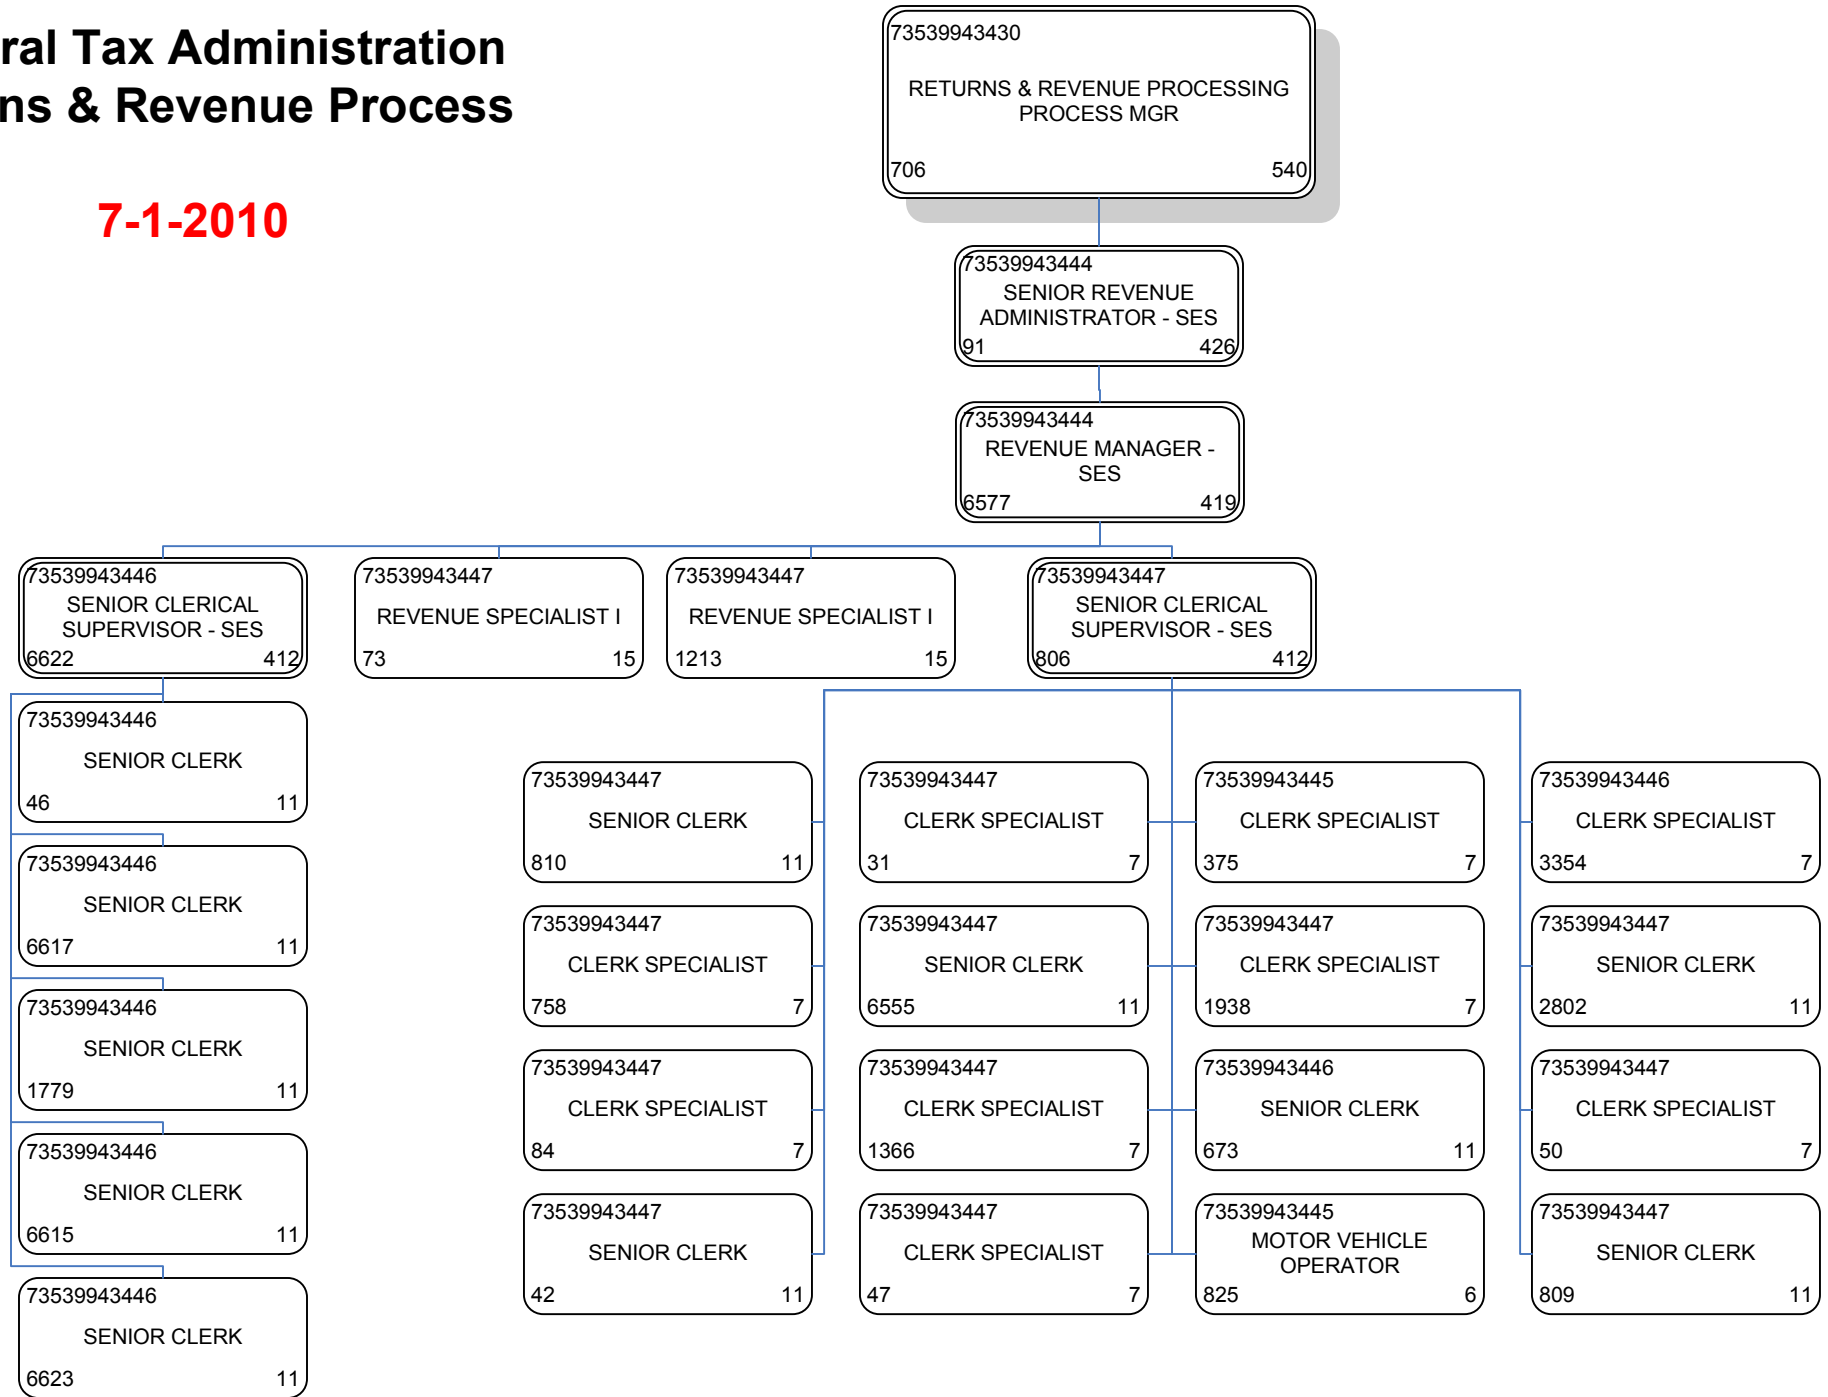 ral Tax Administration
ns & Revenue Process
7-1-2010
73539943430
RETURNS & REVENUE PROCESSING
PROCESS MGR
706 540
73539943444
SENIOR REVENUE
ADMINISTRATOR - SES
91 426
73539943444
REVENUE MANAGER -
SES
6577 419
73539943446
SENIOR CLERICAL
SUPERVISOR - SES
6622 412
73539943447
REVENUE SPECIALIST I
73 15
73539943447
REVENUE SPECIALIST I
1213 15
73539943447
SENIOR CLERICAL
SUPERVISOR - SES
806 412
73539943446
SENIOR CLERK
46 11
73539943446
SENIOR CLERK
6617 11
73539943446
SENIOR CLERK
1779 11
73539943446
SENIOR CLERK
6615 11
73539943446
SENIOR CLERK
6623 11
73539943447
SENIOR CLERK
810 11
73539943447
CLERK SPECIALIST
31 7
73539943445
CLERK SPECIALIST
375 7
73539943446
CLERK SPECIALIST
3354 7
73539943447
CLERK SPECIALIST
758 7
73539943447
SENIOR CLERK
6555 11
73539943447
CLERK SPECIALIST
1938 7
73539943447
SENIOR CLERK
2802 11
73539943447
CLERK SPECIALIST
84 7
73539943447
CLERK SPECIALIST
1366 7
73539943446
SENIOR CLERK
673 11
73539943447
CLERK SPECIALIST
50 7
73539943447
SENIOR CLERK
42 11
73539943447
CLERK SPECIALIST
47 7
73539943445
MOTOR VEHICLE
OPERATOR
825 6
73539943447
SENIOR CLERK
809 11